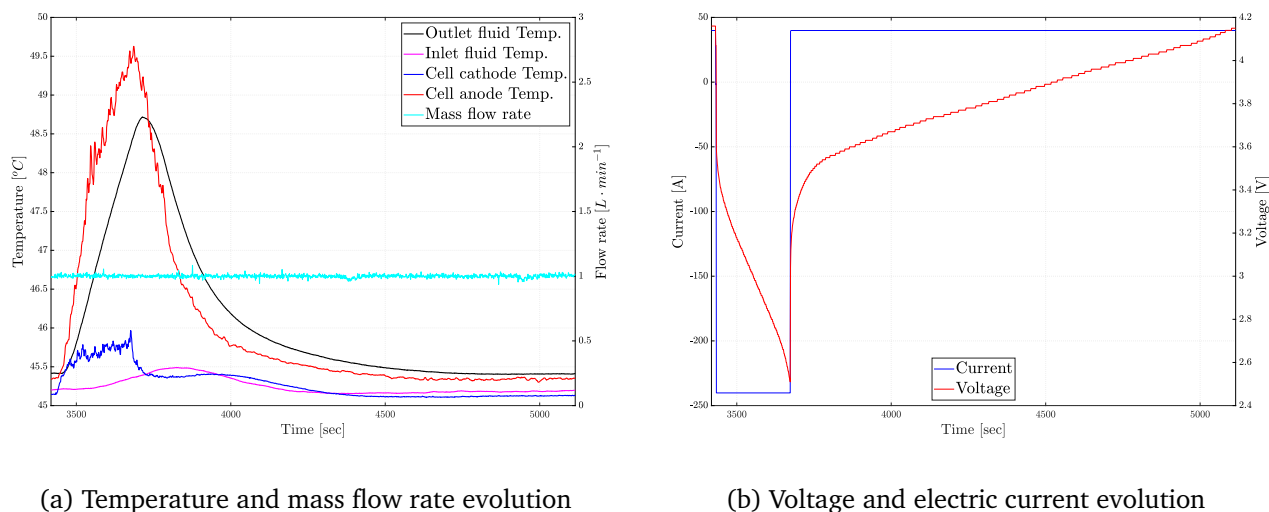 50
49.5
49
48.5
48
47.5
47
46.5
46
45.5
45
Temperature [°C]
3500
4000
4500
5000
Time [sec]
3
2.5
2
1.5
1
0.5
0
Flow rate [L · min⁻¹]
Outlet fluid Temp.
Inlet fluid Temp.
Cell cathode Temp.
Cell anode Temp.
Mass flow rate
(a) Temperature and mass flow rate evolution
50
0
-50
-100
-150
-200
-250
Current [A]
3500
4000
4500
5000
Time [sec]
4.2
4
3.8
3.6
3.4
3.2
3
2.8
2.6
2.4
Voltage [V]
Current
Voltage
(b) Voltage and electric current evolution